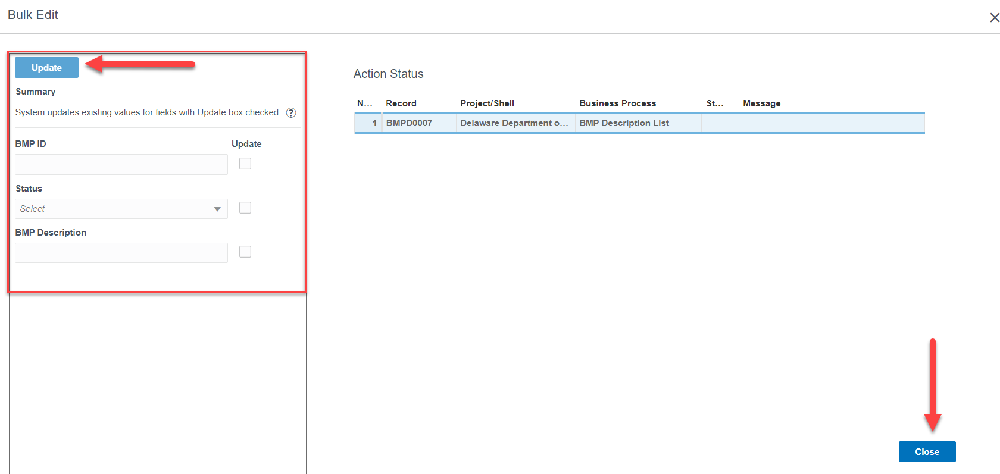 Bulk Edit
Update
Summary
System updates existing values for fields with Update box checked. ?
BMP ID Update
Status
Select
BMP Description
Action Status
N... Record Project/Shell Business Process St... Message
1 BMPD0007 Delaware Department o... BMP Description List
Close